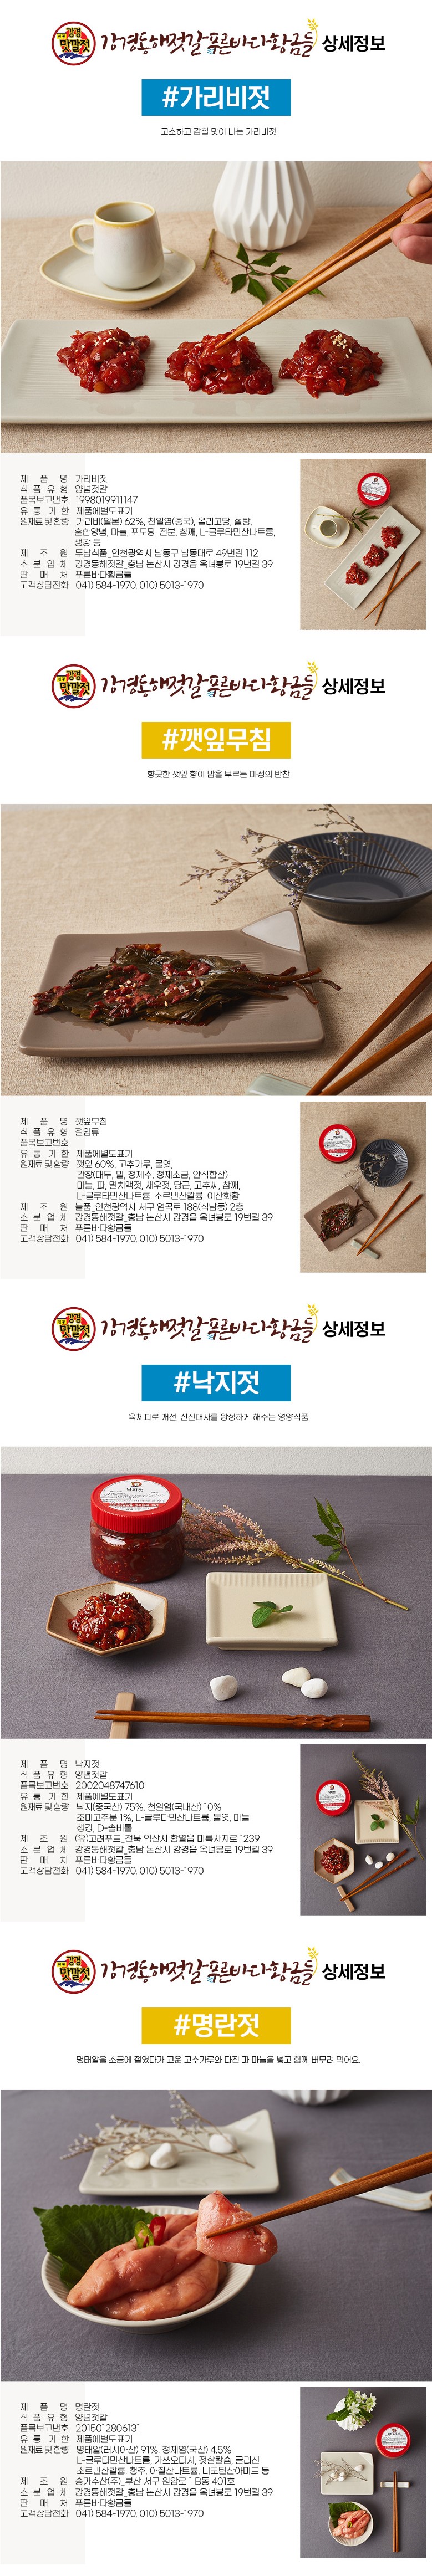 강경 맛깔젓 강경동해젓갈 푸른바다황금들 상세정보
#가리비젓
고소하고 감칠 맛이 나는 가리비젓
제 품 명 가리비젓
식 품 유 형 양념젓갈
품목보고번호 1998019911147
유 통 기 한 제품에별도표기
원재료 및 함량 가리비(일본) 62%, 천일염(중국), 올리고당, 설탕,
혼합양념, 마늘, 포도당, 전분, 참깨, L-글루타민산나트륨,
생강 등
제 조 원 두남식품_인천광역시 남동구 남동대로 49번길 112
소 분 업 체 강경동해젓갈_충남 논산시 강경읍 옥녀봉로 19번길 39
판 매 처 푸른바다황금들
고객상담전화 041) 584-1970, 010) 5013-1970
강경 맛깔젓 강경동해젓갈 푸른바다황금들 상세정보
#깻잎무침
향긋한 깻잎 향이 밥을 부르는 마성의 반찬
제 품 명 깻잎무침
식 품 유 형 절임류
품목보고번호
유 통 기 한 제품에별도표기
원재료 및 함량 깻잎 60%, 고추가루, 물엿,
간장(대두, 밀, 정제수, 정제소금, 안식향산)
마늘, 파, 멸치액젓, 새우젓, 당근, 고추씨, 참깨,
L-글루타민산나트륨, 소르빈산칼륨, 이산화황
제 조 원 늘품_인천광역시 서구 염곡로 188(석남동) 2층
소 분 업 체 강경동해젓갈_충남 논산시 강경읍 옥녀봉로 19번길 39
판 매 처 푸른바다황금들
고객상담전화 041) 584-1970, 010) 5013-1970
강경 맛깔젓 강경동해젓갈 푸른바다황금들 상세정보
#낙지젓
육체피로 개선, 신진대사를 왕성하게 해주는 영양식품
낙지젓
제 품 명 낙지젓
식 품 유 형 양념젓갈
품목보고번호 2002048747610
유 통 기 한 제품에별도표기
원재료 및 함량 낙지(중국산) 75%, 천일염(국내산) 10%
조미고추분 1%, L-글루타민산나트륨, 물엿, 마늘
생강, D-솔비톨
제 조 원 (유)고려푸드_전북 익산시 함열읍 미륵사지로 1239
소 분 업 체 강경동해젓갈_충남 논산시 강경읍 옥녀봉로 19번길 39
판 매 처 푸른바다황금들
고객상담전화 041) 584-1970, 010) 5013-1970
강경 맛깔젓 강경동해젓갈 푸른바다황금들 상세정보
#명란젓
명태알을 소금에 절였다가 고운 고추가루와 다진 파 마늘을 넣고 함께 버무려 먹어요.
제 품 명 명란젓
식 품 유 형 양념젓갈
품목보고번호 2015012806131
유 통 기 한 제품에별도표기
원재료 및 함량 명태알(러시아산) 91%, 정제염(국산) 4.5%
L-글루타민산나트륨, 가쓰오다시, 젓살칼슘, 글리신
소르빈산칼륨, 청주, 아질산나트륨, 니코틴산아미드 등
제 조 원 송가수산(주)_부산 서구 원암로 1 B동 401호
소 분 업 체 강경동해젓갈_충남 논산시 강경읍 옥녀봉로 19번길 39
판 매 처 푸른바다황금들
고객상담전화 041) 584-1970, 010) 5013-1970